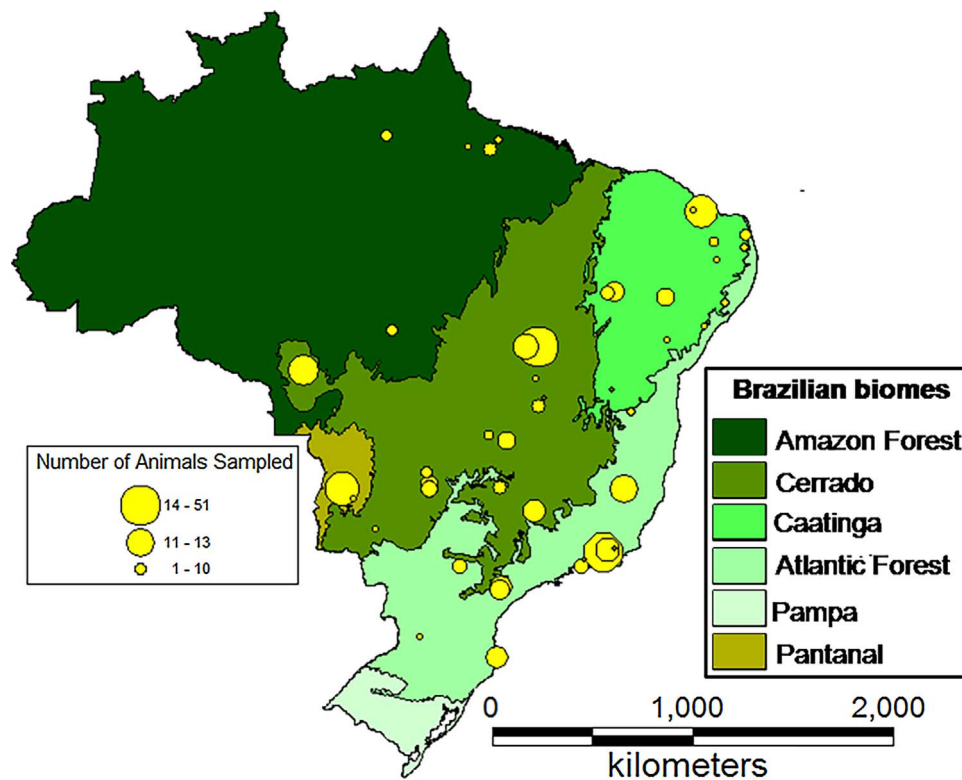 Number of Animals Sampled
14 - 51
11 - 13
1 - 10
Brazilian biomes
Amazon Forest
Cerrado
Caatinga
Atlantic Forest
Pampa
Pantanal
0 1,000 2,000
kilometers